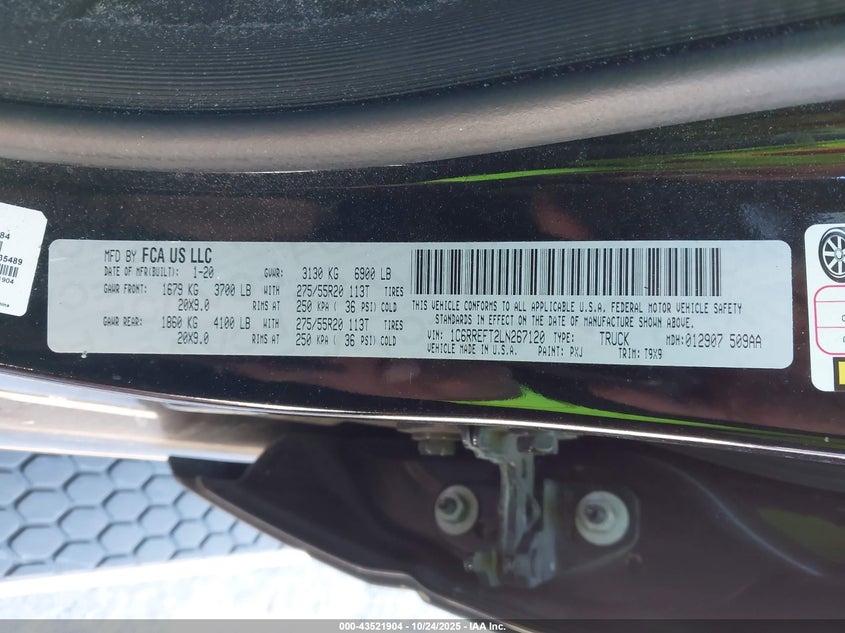 84
35489
1904
MFD BY FCA US LLC
DATE OF MFR(BUILT): 1-20 GVWR: 3130 KG 6900 LB
GAWR FRONT: 1679 KG 3700 LB WITH 275/55R20 113T TIRES
20X9.0 RIMS AT 250 KPA ( 36 PSI) COLD
GAWR REAR: 1860 KG 4100 LB WITH 275/55R20 113T TIRES
20X9.0 RIMS AT 250 KPA ( 36 PSI) COLD
THIS VEHICLE CONFORMS TO ALL APPLICABLE U.S.A. FEDERAL MOTOR VEHICLE SAFETY
STANDARDS IN EFFECT ON THE DATE OF MANUFACTURE SHOWN ABOVE.
VIN: 1C6RREFT2LN267120 TYPE: TRUCK MDH: 012907 509AA
VEHICLE MADE IN U.S.A. PAINT: PXJ TRIM: T9X9
000-43521904 - 10/24/2025 - IAA Inc.